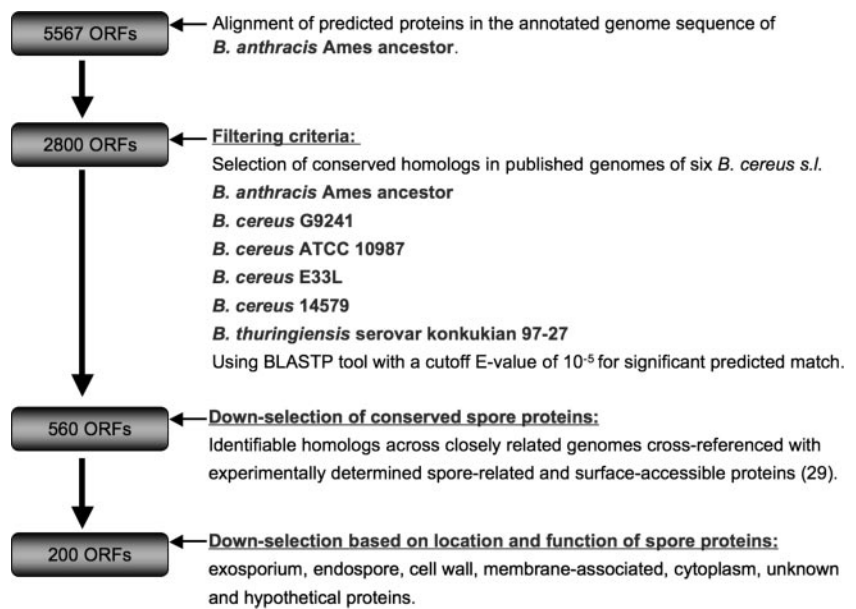 5567 ORFs
Alignment of predicted proteins in the annotated genome sequence of
B. anthracis Ames ancestor.
2800 ORFs
Filtering criteria:
Selection of conserved homologs in published genomes of six B. cereus s.l.
B. anthracis Ames ancestor
B. cereus G9241
B. cereus ATCC 10987
B. cereus E33L
B. cereus 14579
B. thuringiensis serovar konkukian 97-27
Using BLASTP tool with a cutoff E-value of 10⁻⁵ for significant predicted match.
560 ORFs
Down-selection of conserved spore proteins:
Identifiable homologs across closely related genomes cross-referenced with
experimentally determined spore-related and surface-accessible proteins (29).
200 ORFs
Down-selection based on location and function of spore proteins:
exosporium, endospore, cell wall, membrane-associated, cytoplasm, unknown
and hypothetical proteins.